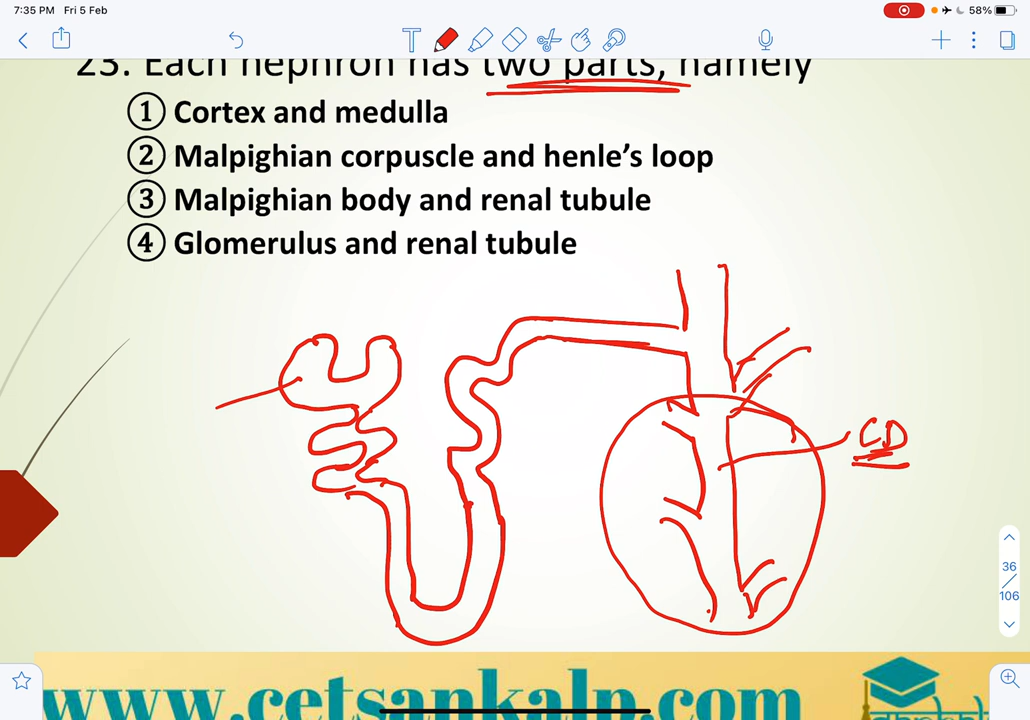 7:35 PM Fri 5 Feb
58%
23. Each nephron has two parts, namely
① Cortex and medulla
② Malpighian corpuscle and henle's loop
③ Malpighian body and renal tubule
④ Glomerulus and renal tubule
CD
36
106
www.cetsankalp.com